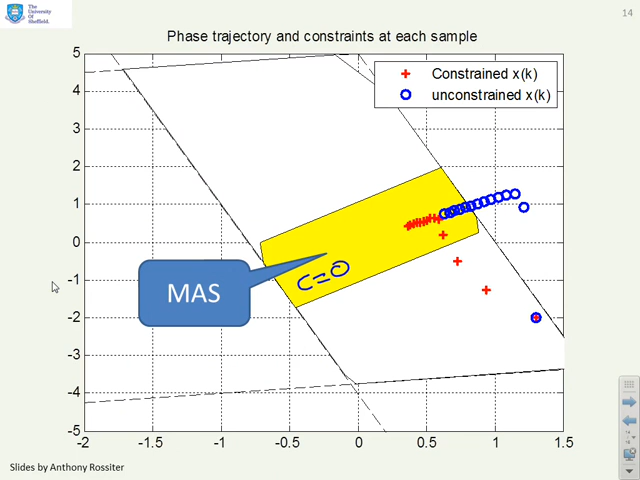 The
University
Of
Sheffield.
14
Phase trajectory and constraints at each sample
Constrained x(k)
unconstrained x(k)
5
4
3
2
1
0
-1
-2
-3
-4
-5
-2
-1.5
-1
-0.5
0
0.5
1
1.5
MAS
C=0
Slides by Anthony Rossiter